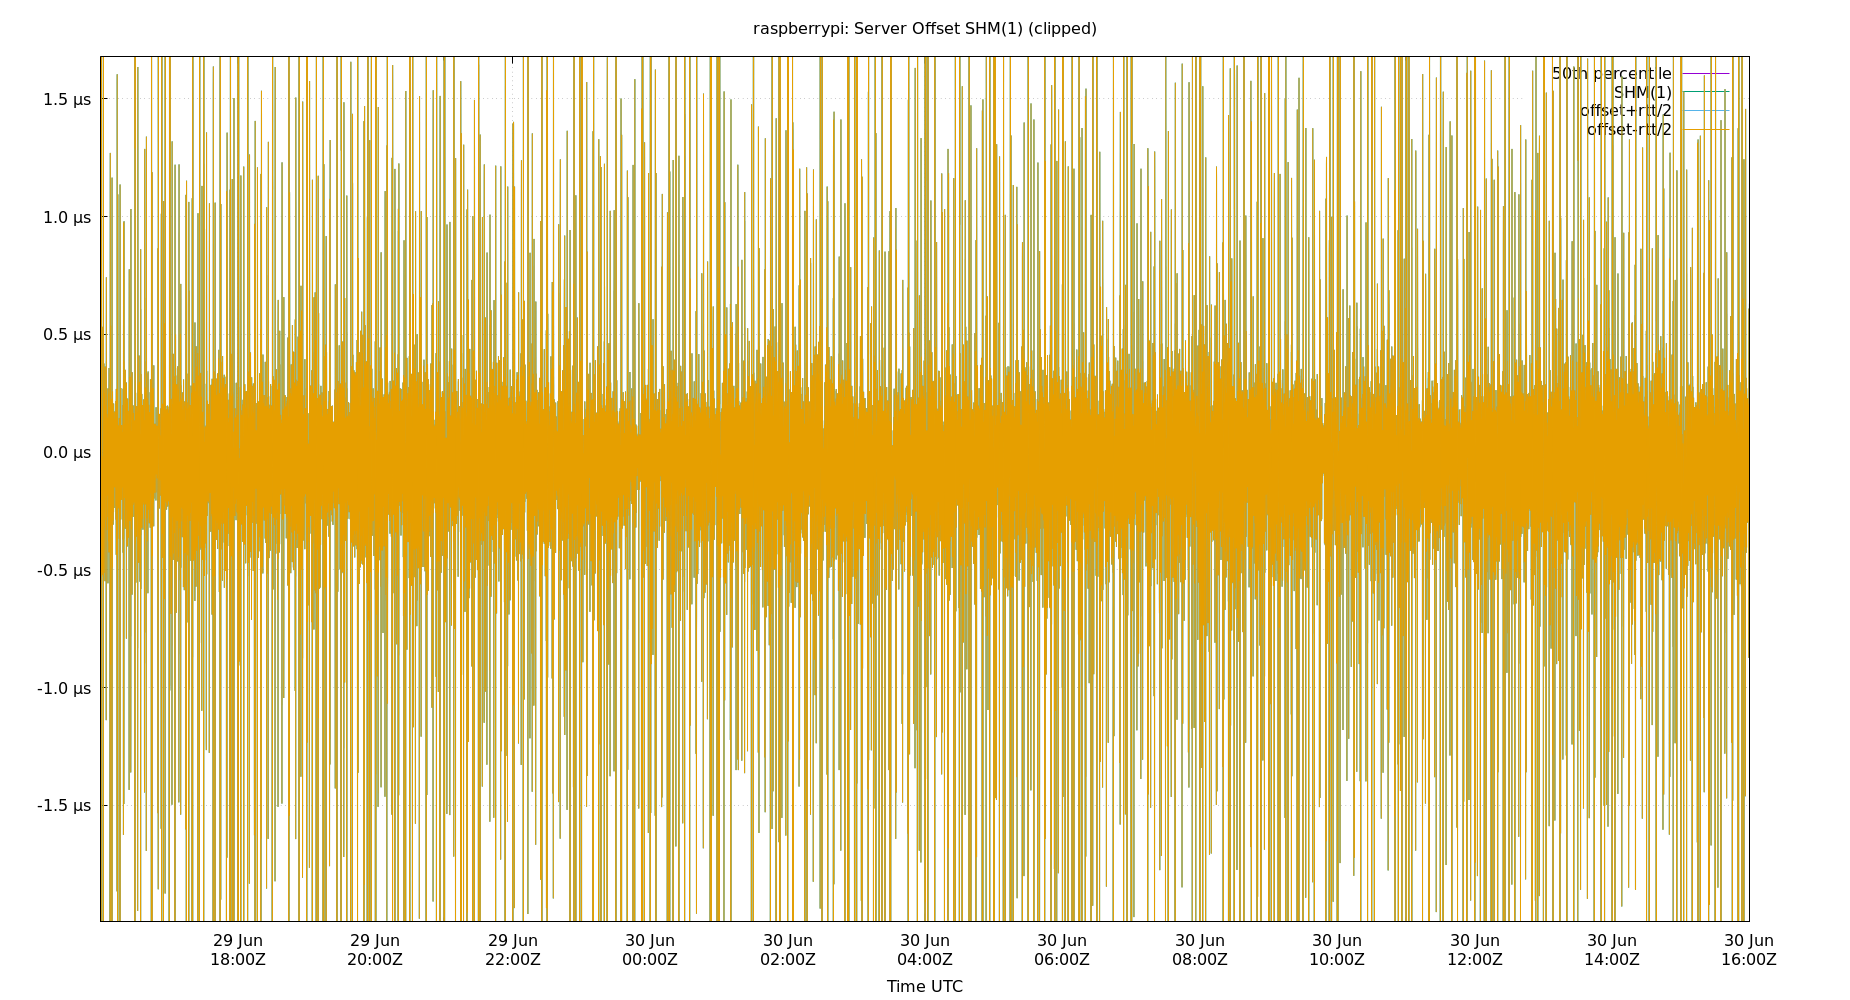 raspberrypi: Server Offset SHM(1) (clipped)
50th percentile
SHM(1)
offset+rtt/2
offset-rtt/2
1.5 µs
1.0 µs
0.5 µs
0.0 µs
-0.5 µs
-1.0 µs
-1.5 µs
29 Jun 29 Jun 29 Jun 30 Jun 30 Jun 30 Jun 30 Jun 30 Jun 30 Jun 30 Jun 30 Jun 30 Jun
18:00Z 20:00Z 22:00Z 00:00Z 02:00Z 04:00Z 06:00Z 08:00Z 10:00Z 12:00Z 14:00Z 16:00Z
Time UTC